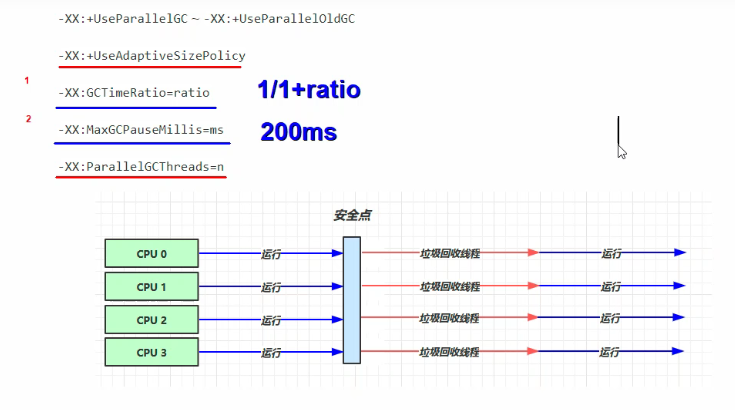 -XX:+UseParallelGC ~ -XX:+UseParallelOldGC
-XX:+UseAdaptiveSizePolicy
1
-XX:GCTimeRatio=ratio 1/1+ratio
2
-XX:MaxGCPauseMillis=ms 200ms
-XX:ParallelGCThreads=n
安全点
CPU 0 运行 垃圾回收线程 运行
CPU 1 运行 垃圾回收线程 运行
CPU 2 运行 垃圾回收线程 运行
CPU 3 运行 垃圾回收线程 运行